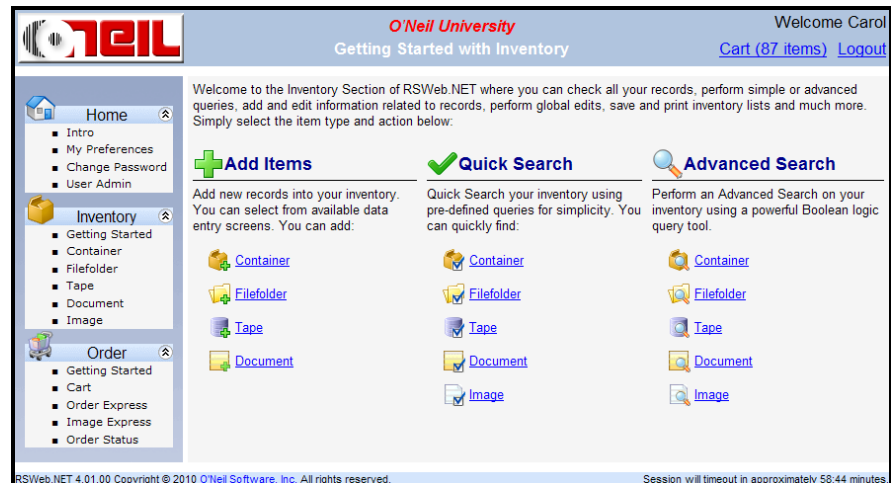 O'NEIL
O'Neil University
Getting Started with Inventory
Welcome Carol
Cart (87 items) Logout
Home
Intro
My Preferences
Change Password
User Admin
Inventory
Getting Started
Container
Filefolder
Tape
Document
Image
Order
Getting Started
Cart
Order Express
Image Express
Order Status
Welcome to the Inventory Section of RSWeb.NET where you can check all your records, perform simple or advanced
queries, add and edit information related to records, perform global edits, save and print inventory lists and much more.
Simply select the item type and action below:
Add Items
Add new records into your inventory.
You can select from available data
entry screens. You can add:
Container
Filefolder
Tape
Document
Quick Search
Quick Search your inventory using
pre-defined queries for simplicity. You
can quickly find:
Container
Filefolder
Tape
Document
Image
Advanced Search
Perform an Advanced Search on your
inventory using a powerful Boolean logic
query tool.
Container
Filefolder
Tape
Document
Image
RSWeb.NET 4.01.00 Copyright © 2010 O'Neil Software, Inc. All rights reserved.
Session will timeout in approximately 58:44 minutes.